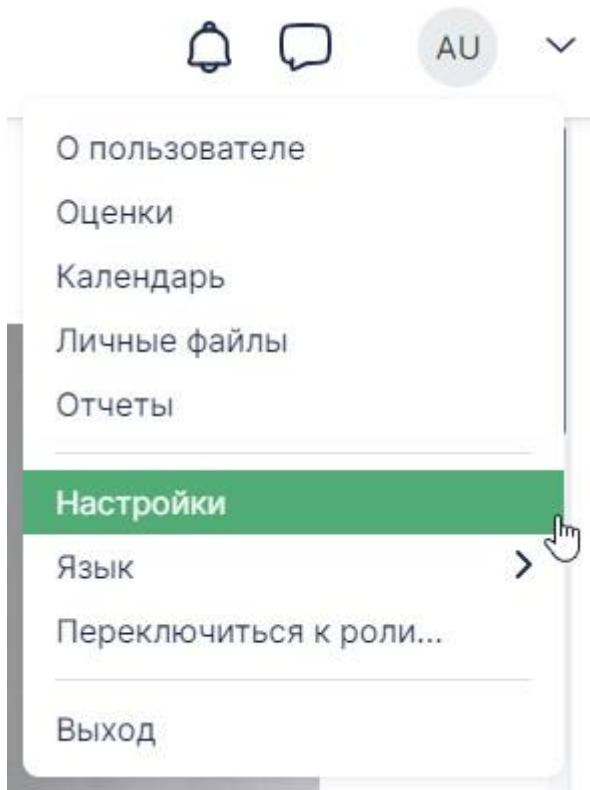 AU
О пользователе
Оценки
Календарь
Личные файлы
Отчеты
Настройки
Язык
Переключиться к роли...
Выход